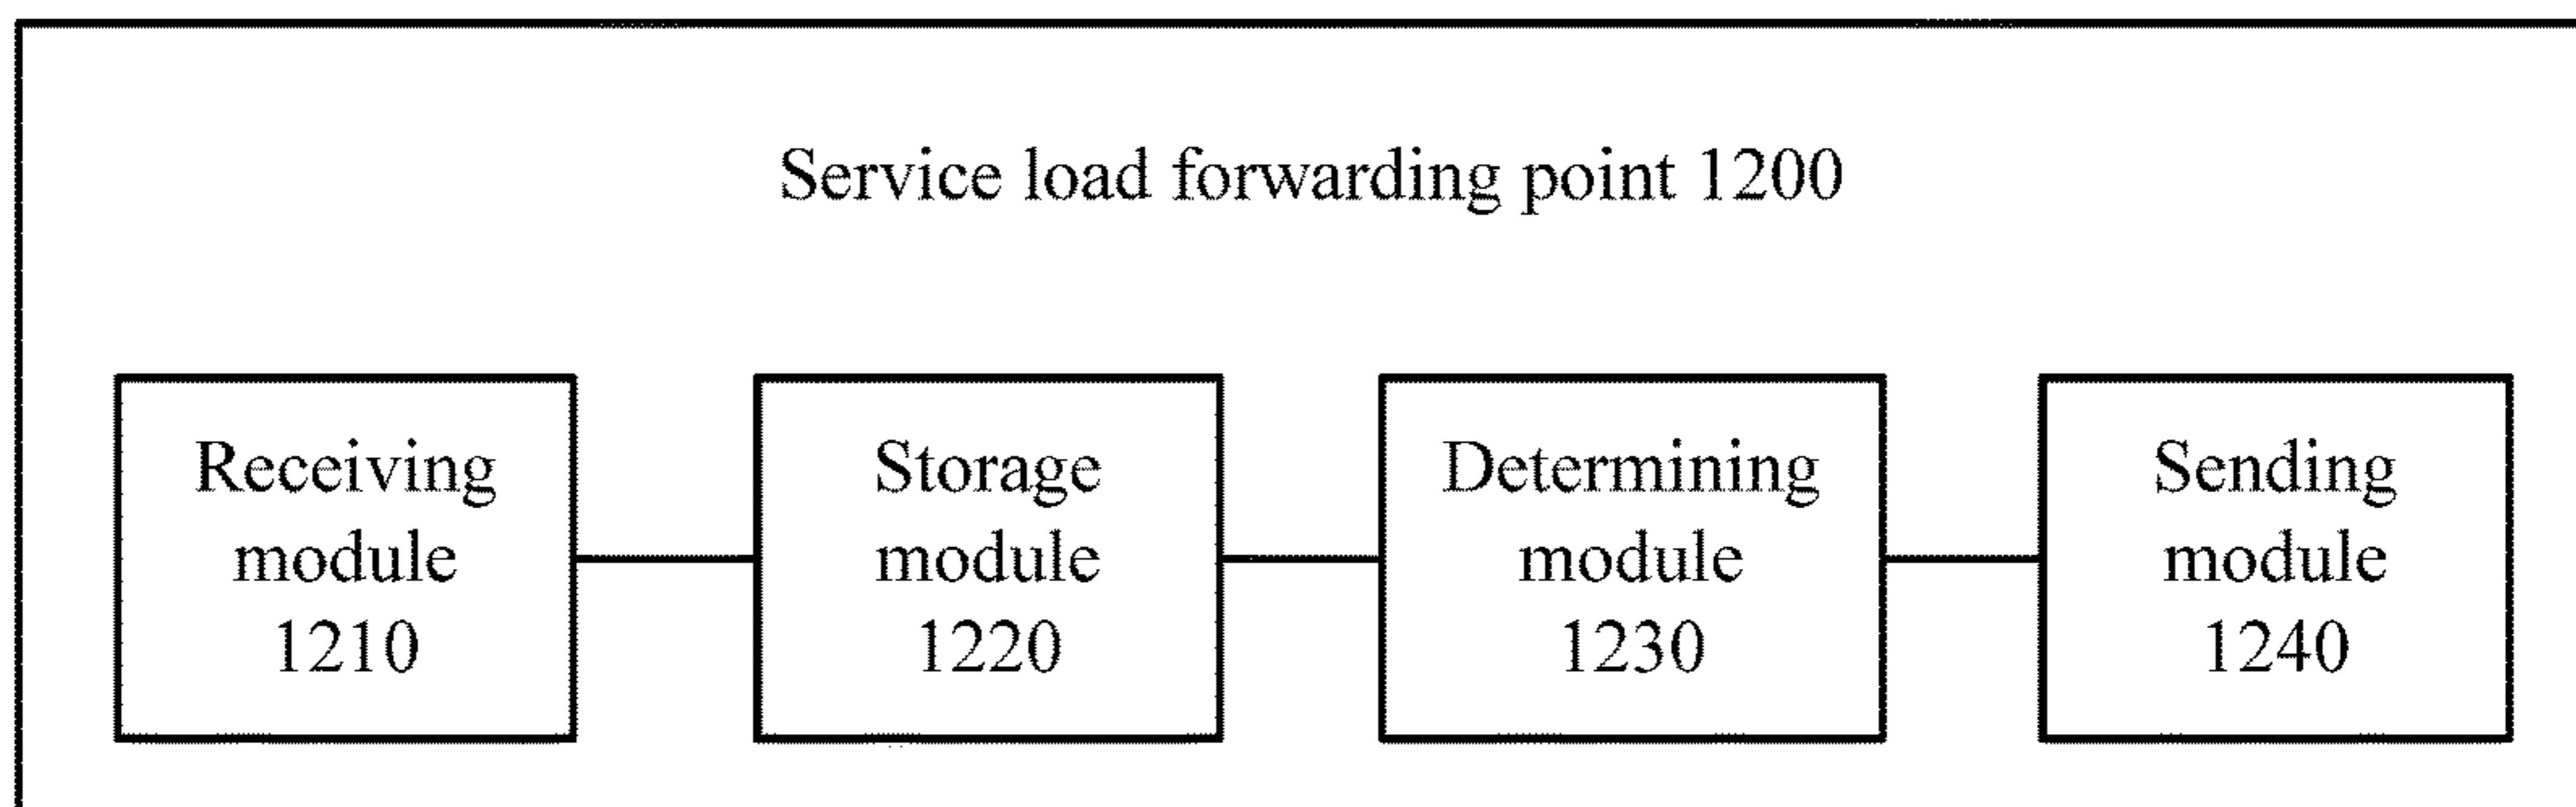 Service load forwarding point 1200
Receiving
module
1210
Storage
module
1220
Determining
module
1230
Sending
module
1240